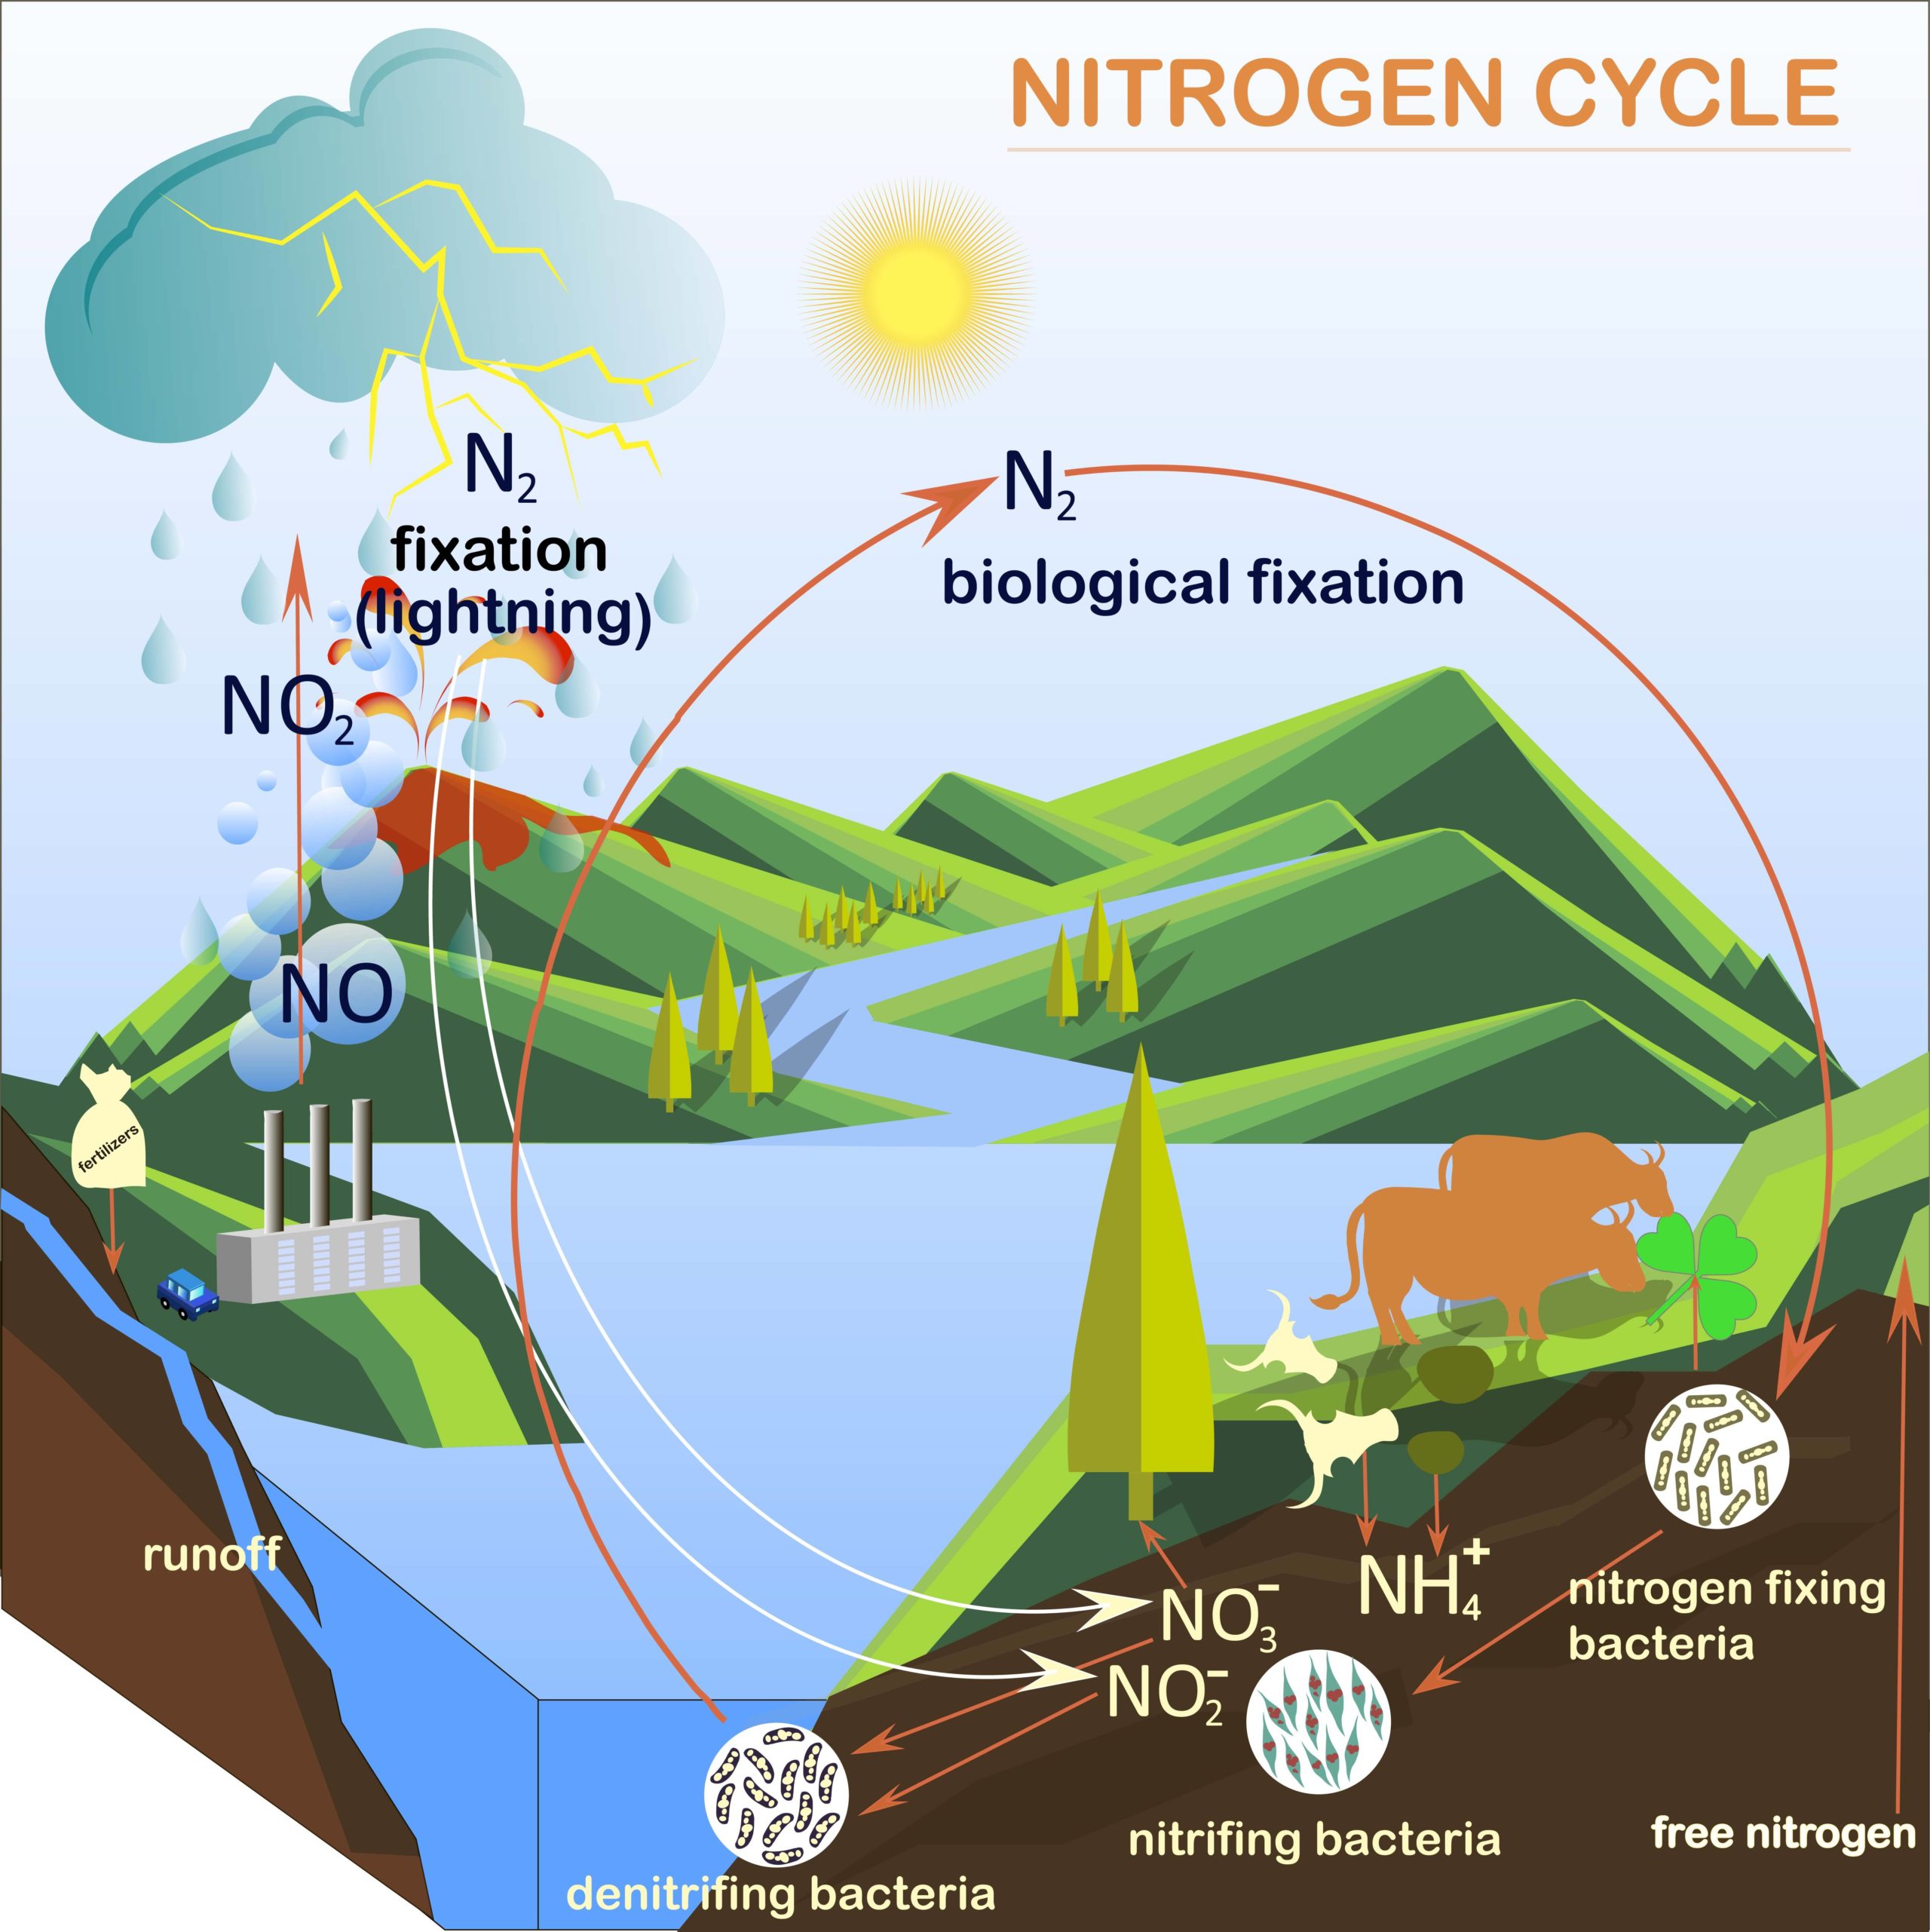 NITROGEN CYCLE
N₂
fixation
(lightning)
N₂
biological fixation
NO₂
NO
fertilizers
runoff
NO₃⁻
NH₄⁺
nitrogen fixing
bacteria
NO₂⁻
nitrifing bacteria
free nitrogen
denitrifing bacteria